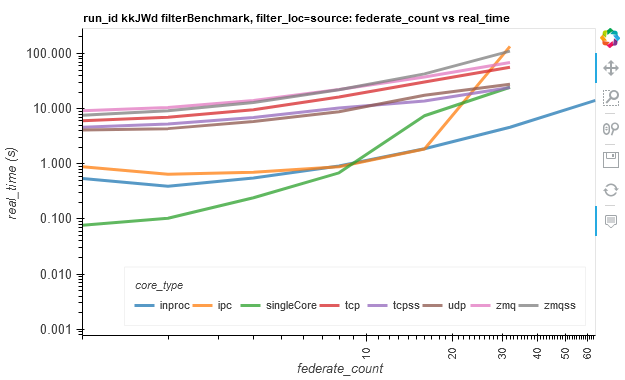 run_id kkJWd filterBenchmark, filter_loc=source: federate_count vs real_time
100.000
10.000
1.000
0.100
0.010
0.001
real_time (s)
core_type
inproc ipc singleCore tcp tcpss udp zmq zmqss
10 20 30 40 50 60
federate_count